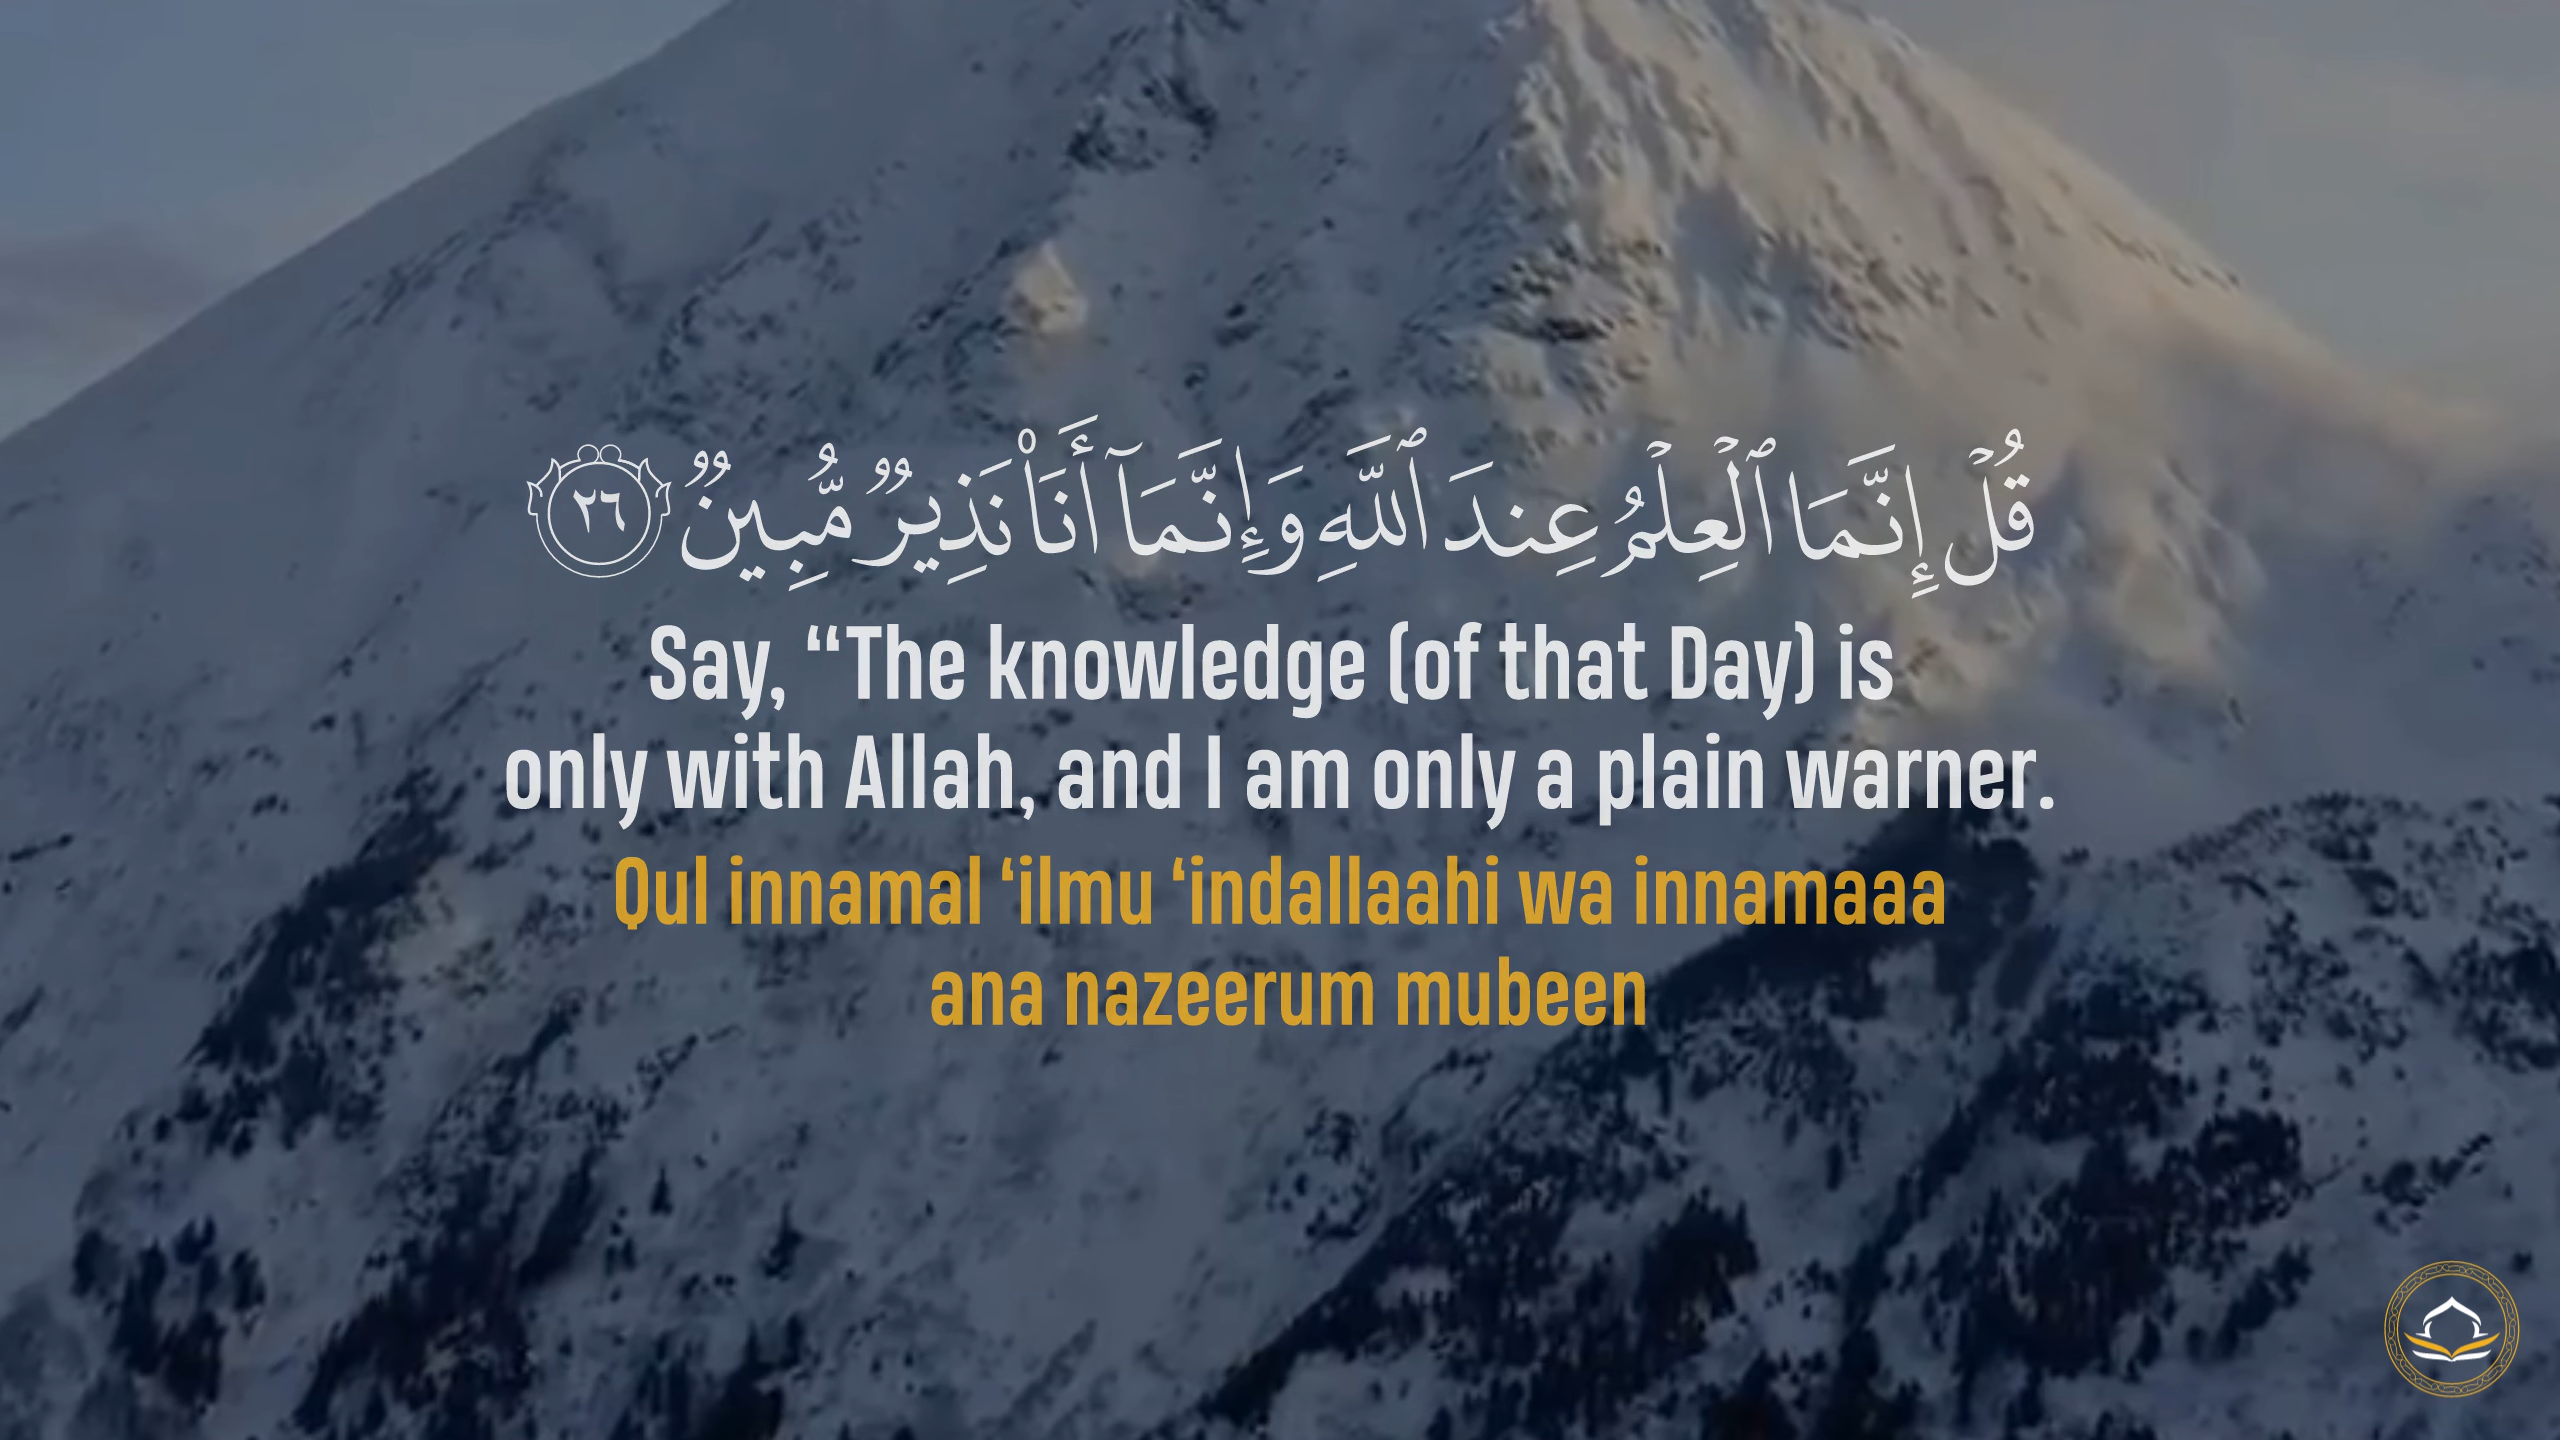 قُلْ إِنَّمَا ٱلْعِلْمُ عِندَ ٱللَّهِ وَإِنَّمَآ أَنَا۠ نَذِيرٌ مُّبِينٌ ٢٦
Say, “The knowledge (of that Day) is
only with Allah, and I am only a plain warner.
Qul innamal ‘ilmu ‘indallaahi wa innamaaa
ana nazeerum mubeen